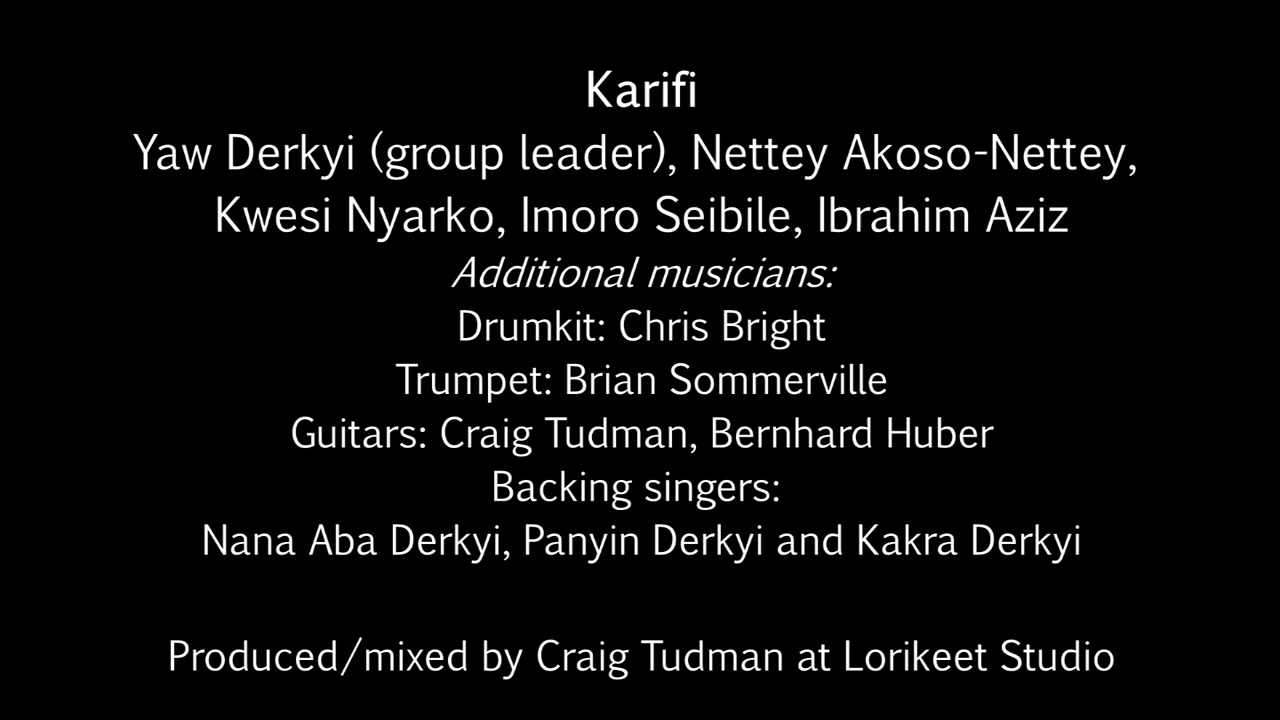 Karifi
Yaw Derkyi (group leader), Nettey Akoso-Nettey,
Kwesi Nyarko, Imoro Seibile, Ibrahim Aziz
Additional musicians:
Drumkit: Chris Bright
Trumpet: Brian Sommerville
Guitars: Craig Tudman, Bernhard Huber
Backing singers:
Nana Aba Derkyi, Panyin Derkyi and Kakra Derkyi
Produced/mixed by Craig Tudman at Lorikeet Studio